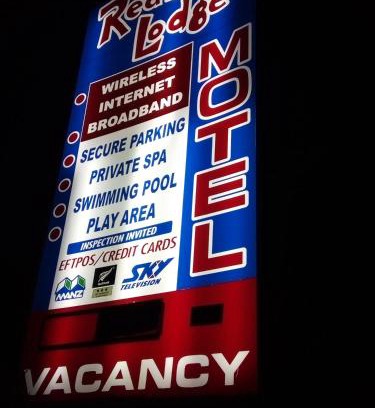 Lodge
MOTEL
WIRELESS
INTERNET
BROADBAND
SECURE PARKING
PRIVATE SPA
SWIMMING POOL
PLAY AREA
INSPECTION INVITED
EFTPOS/CREDIT CARDS
MANZ
SKY
TELEVISION
VACANCY